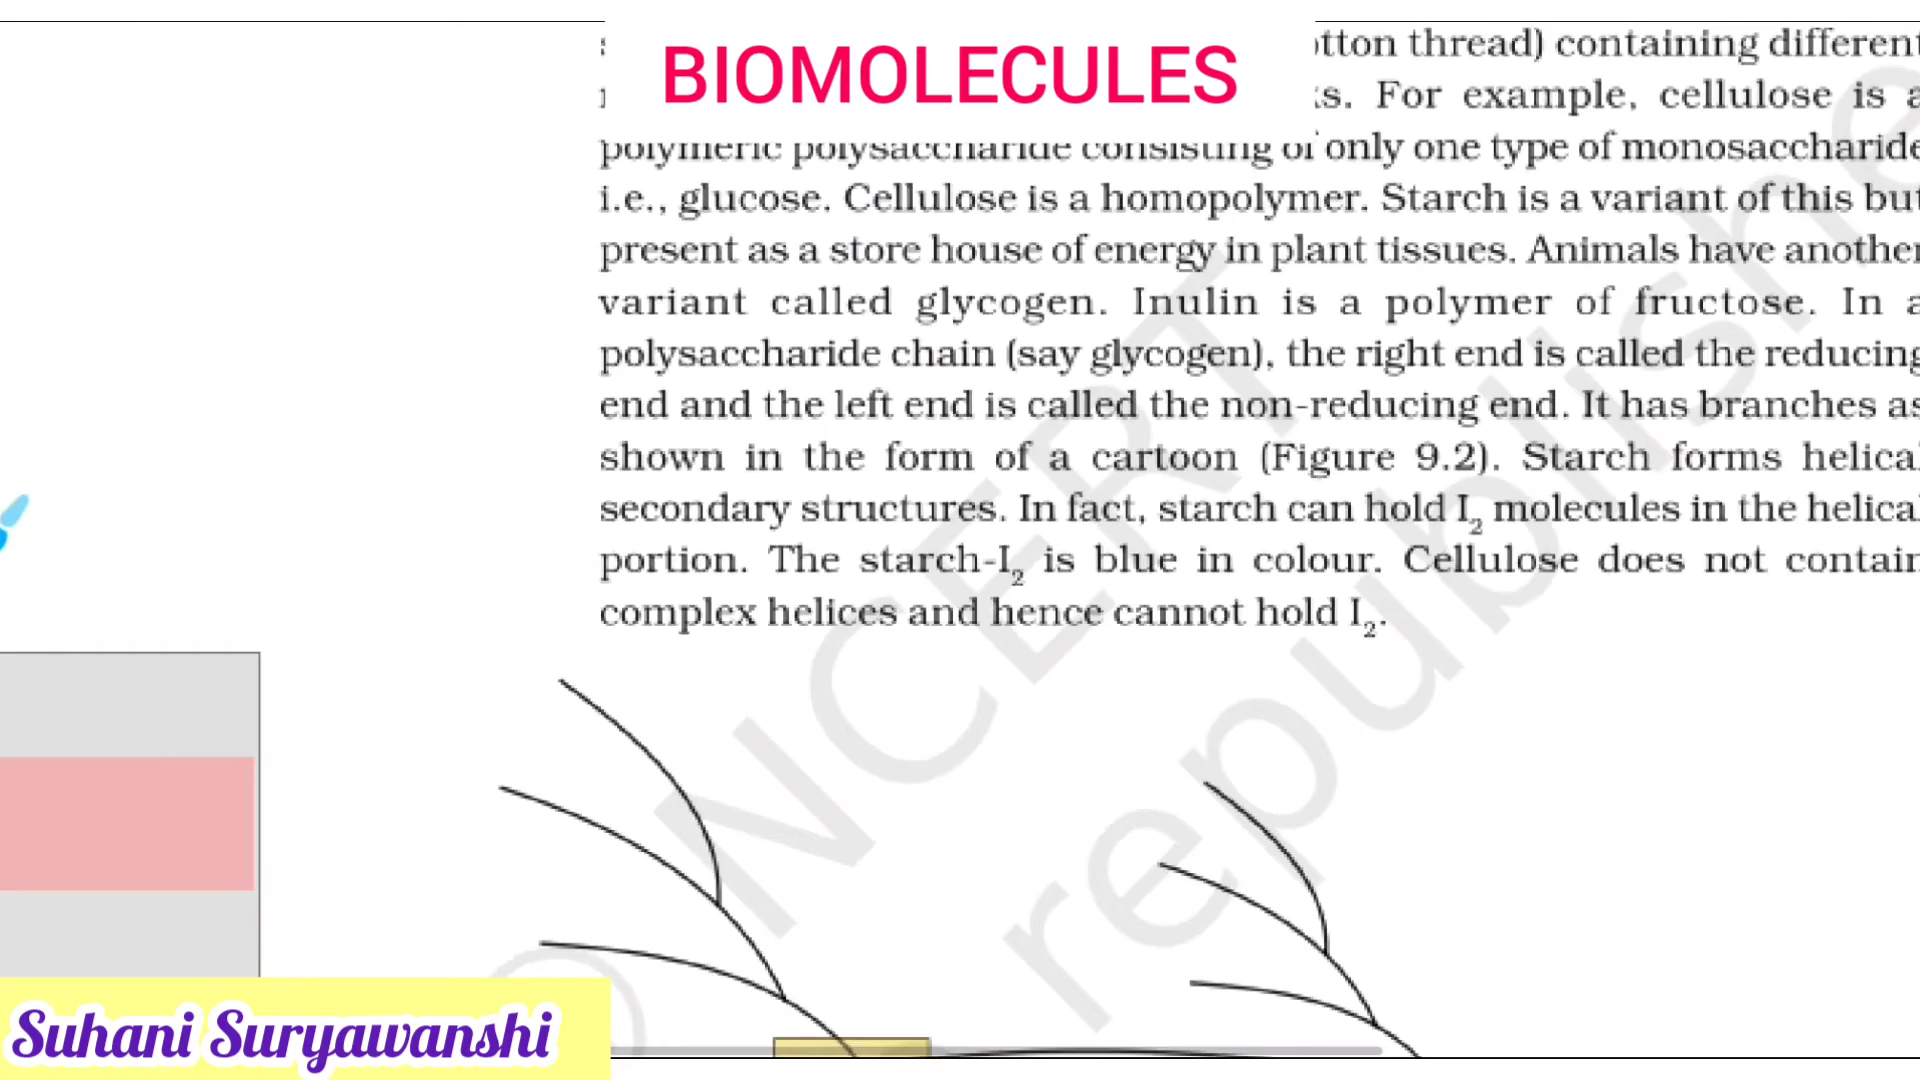 BIOMOLECULES
tton thread) containing different
s. For example, cellulose is a
polymeric polysaccharide consisting of only one type of monosaccharide
i.e., glucose. Cellulose is a homopolymer. Starch is a variant of this but
present as a store house of energy in plant tissues. Animals have another
variant called glycogen. Inulin is a polymer of fructose. In a
polysaccharide chain (say glycogen), the right end is called the reducing
end and the left end is called the non-reducing end. It has branches as
shown in the form of a cartoon (Figure 9.2). Starch forms helical
secondary structures. In fact, starch can hold I₂ molecules in the helical
portion. The starch-I₂ is blue in colour. Cellulose does not contain
complex helices and hence cannot hold I₂.
© NCERT
republishe
Suhani Suryawanshi